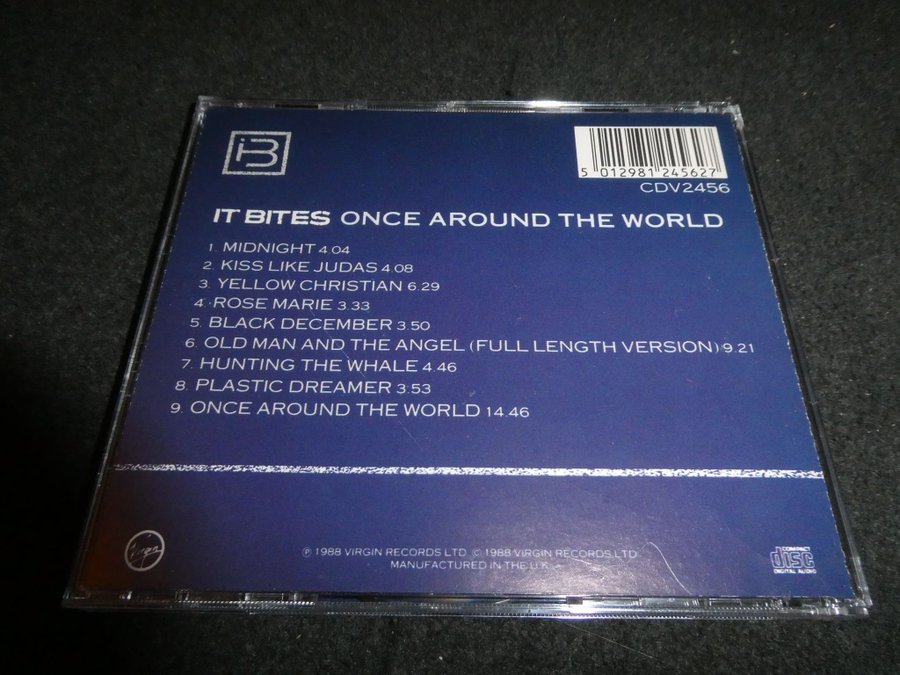 iB
5 012981 245627
CDV2456
IT BITES ONCE AROUND THE WORLD
1. MIDNIGHT 4.04
2. KISS LIKE JUDAS 4.08
3. YELLOW CHRISTIAN 6.29
4. ROSE MARIE 3.33
5. BLACK DECEMBER 3.50
6. OLD MAN AND THE ANGEL (FULL LENGTH VERSION) 9.21
7. HUNTING THE WHALE 4.46
8. PLASTIC DREAMER 3:53
9. ONCE AROUND THE WORLD 14.46
Virgin
℗ 1988 VIRGIN RECORDS LTD © 1988 VIRGIN RECORDS LTD
MANUFACTURED IN THE U.K.
COMPACT
disc
DIGITAL AUDIO